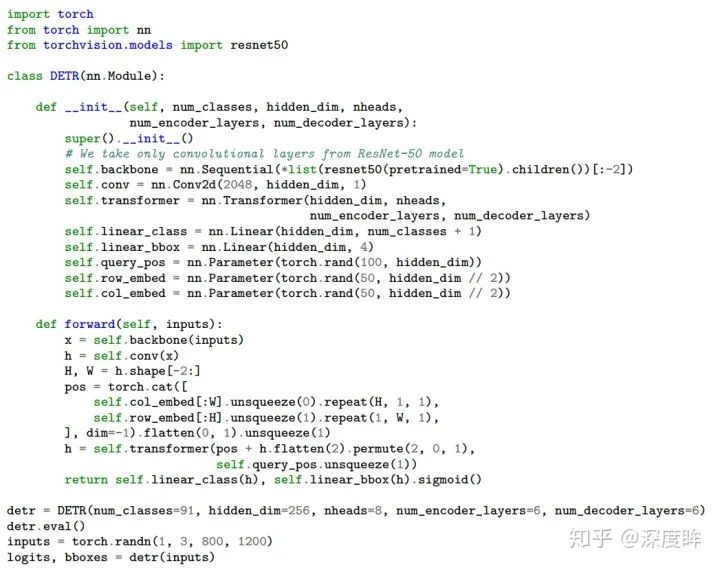 import torch
from torch import nn
from torchvision.models import resnet50
class DETR(nn.Module):
def __init__(self, num_classes, hidden_dim, nheads,
num_encoder_layers, num_decoder_layers):
super().__init__()
# We take only convolutional layers from ResNet-50 model
self.backbone = nn.Sequential(*list(resnet50(pretrained=True).children())[:-2])
self.conv = nn.Conv2d(2048, hidden_dim, 1)
self.transformer = nn.Transformer(hidden_dim, nheads,
num_encoder_layers, num_decoder_layers)
self.linear_class = nn.Linear(hidden_dim, num_classes + 1)
self.linear_bbox = nn.Linear(hidden_dim, 4)
self.query_pos = nn.Parameter(torch.rand(100, hidden_dim))
self.row_embed = nn.Parameter(torch.rand(50, hidden_dim // 2))
self.col_embed = nn.Parameter(torch.rand(50, hidden_dim // 2))
def forward(self, inputs):
x = self.backbone(inputs)
h = self.conv(x)
H, W = h.shape[-2:]
pos = torch.cat([
self.col_embed[:W].unsqueeze(0).repeat(H, 1, 1),
self.row_embed[:H].unsqueeze(1).repeat(1, W, 1),
], dim=-1).flatten(0, 1).unsqueeze(1)
h = self.transformer(pos + h.flatten(2).permute(2, 0, 1),
self.query_pos.unsqueeze(1))
return self.linear_class(h), self.linear_bbox(h).sigmoid()
detr = DETR(num_classes=91, hidden_dim=256, nheads=8, num_encoder_layers=6, num_decoder_layers=6)
detr.eval()
inputs = torch.randn(1, 3, 800, 1200)
logits, bboxes = detr(inputs)
知乎 @深度眸